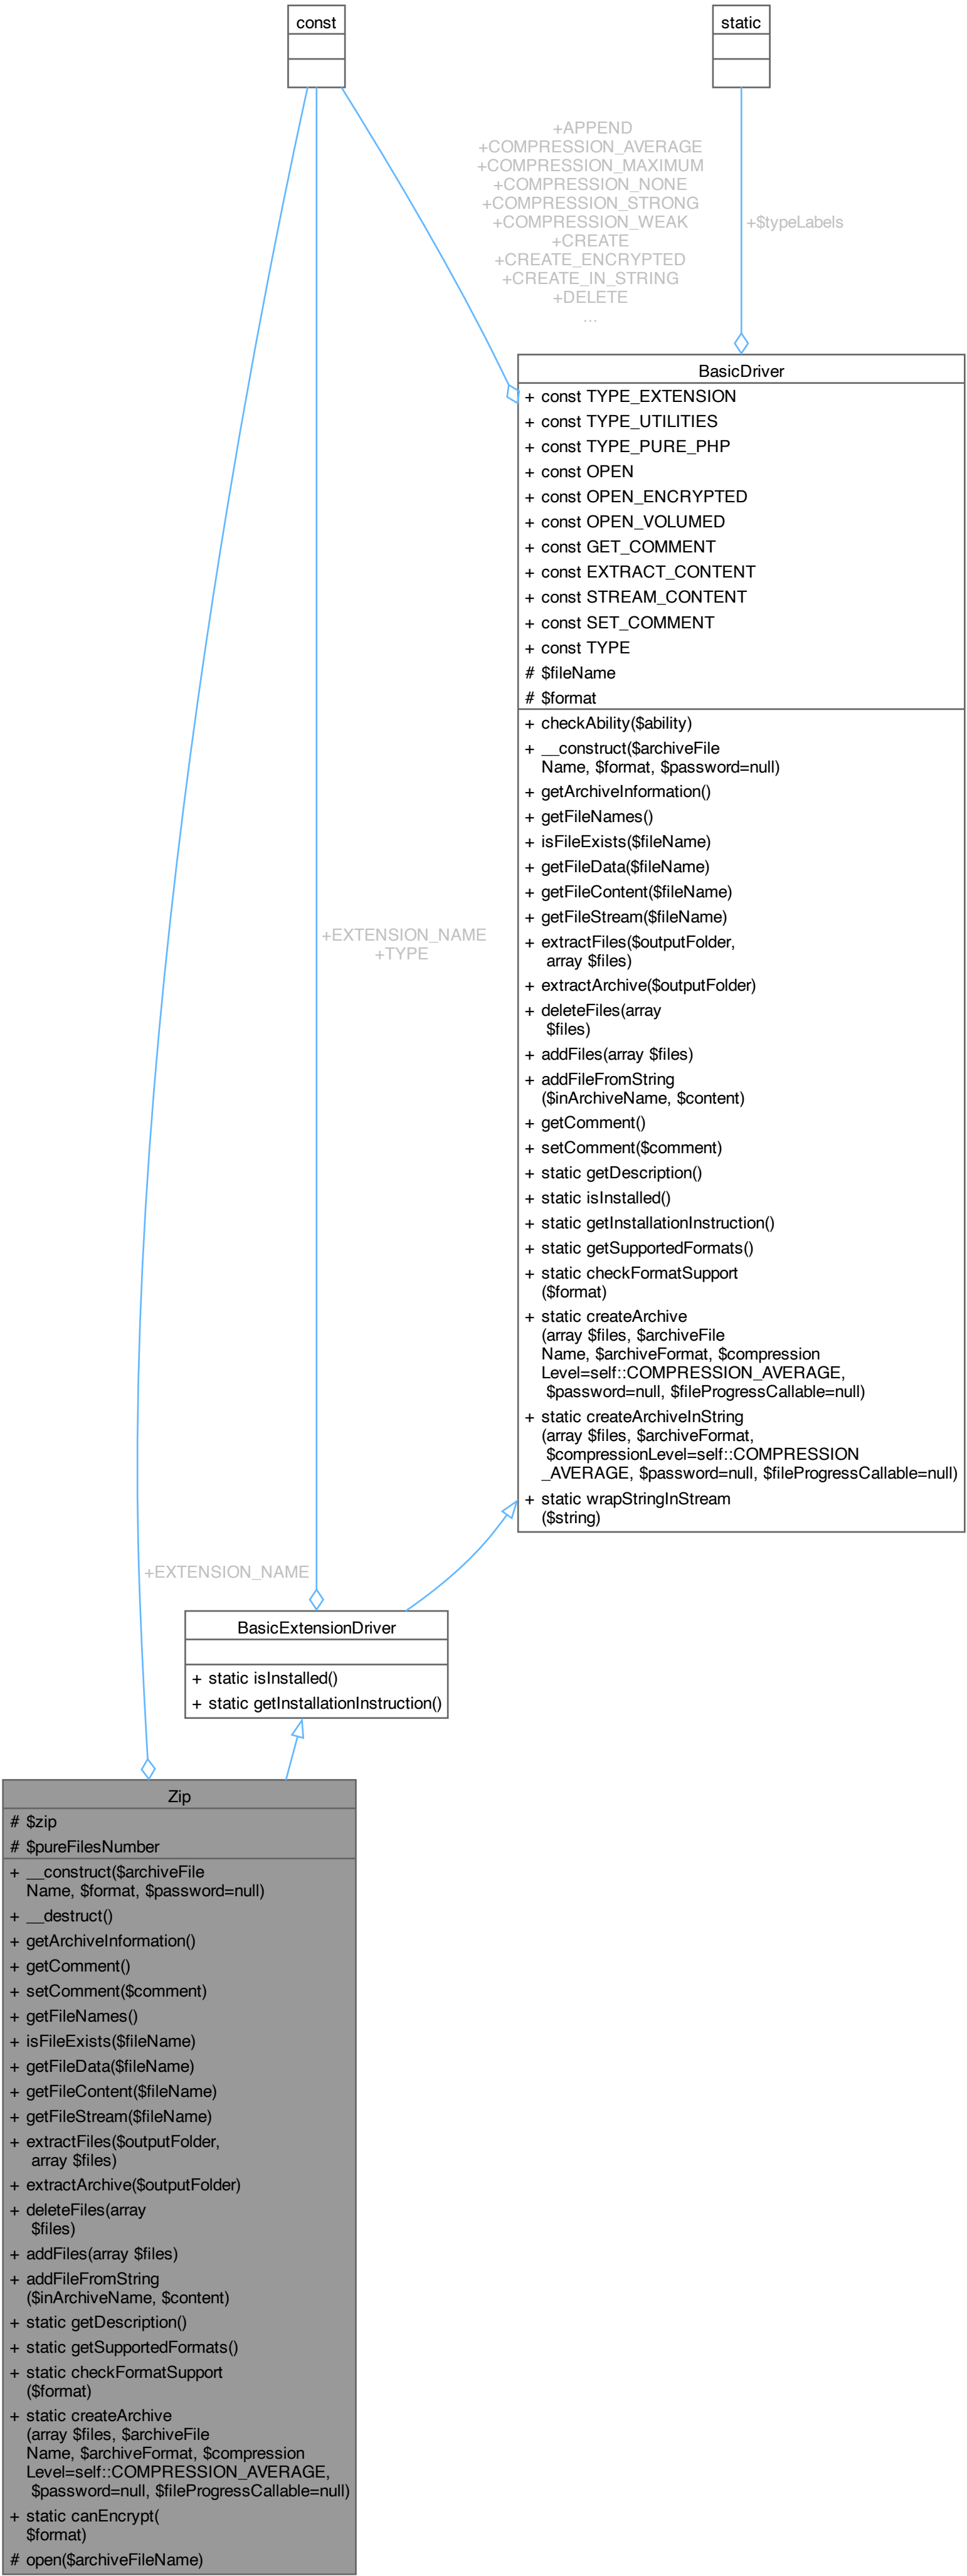 const
static
+APPEND
+COMPRESSION_AVERAGE
+COMPRESSION_MAXIMUM
+COMPRESSION_NONE
+COMPRESSION_STRONG
+COMPRESSION_WEAK
+CREATE
+CREATE_ENCRYPTED
+CREATE_IN_STRING
+DELETE
...
+$typeLabels
BasicDriver
+ const TYPE_EXTENSION
+ const TYPE_UTILITIES
+ const TYPE_PURE_PHP
+ const OPEN
+ const OPEN_ENCRYPTED
+ const OPEN_VOLUMED
+ const GET_COMMENT
+ const EXTRACT_CONTENT
+ const STREAM_CONTENT
+ const SET_COMMENT
+ const TYPE
# $fileName
# $format
+ checkAbility($ability)
+ __construct($archiveFile
Name, $format, $password=null)
+ getArchiveInformation()
+ getFileNames()
+ isFileExists($fileName)
+ getFileData($fileName)
+ getFileContent($fileName)
+ getFileStream($fileName)
+ extractFiles($outputFolder,
array $files)
+ extractArchive($outputFolder)
+ deleteFiles(array
$files)
+ addFiles(array $files)
+ addFileFromString
($inArchiveName, $content)
+ getComment()
+ setComment($comment)
+ static getDescription()
+ static isInstalled()
+ static getInstallationInstruction()
+ static getSupportedFormats()
+ static checkFormatSupport
($format)
+ static createArchive
(array $files, $archiveFile
Name, $archiveFormat, $compression
Level=self::COMPRESSION_AVERAGE,
$password=null, $fileProgressCallable=null)
+ static createArchiveInString
(array $files, $archiveFormat,
$compressionLevel=self::COMPRESSION
_AVERAGE, $password=null, $fileProgressCallable=null)
+ static wrapStringInStream
($string)
+EXTENSION_NAME
+TYPE
+EXTENSION_NAME
BasicExtensionDriver
+ static isInstalled()
+ static getInstallationInstruction()
Zip
# $zip
# $pureFilesNumber
+ __construct($archiveFile
Name, $format, $password=null)
+ __destruct()
+ getArchiveInformation()
+ getComment()
+ setComment($comment)
+ getFileNames()
+ isFileExists($fileName)
+ getFileData($fileName)
+ getFileContent($fileName)
+ getFileStream($fileName)
+ extractFiles($outputFolder,
array $files)
+ extractArchive($outputFolder)
+ deleteFiles(array
$files)
+ addFiles(array $files)
+ addFileFromString
($inArchiveName, $content)
+ static getDescription()
+ static getSupportedFormats()
+ static checkFormatSupport
($format)
+ static createArchive
(array $files, $archiveFile
Name, $archiveFormat, $compression
Level=self::COMPRESSION_AVERAGE,
$password=null, $fileProgressCallable=null)
+ static canEncrypt(
$format)
# open($archiveFileName)